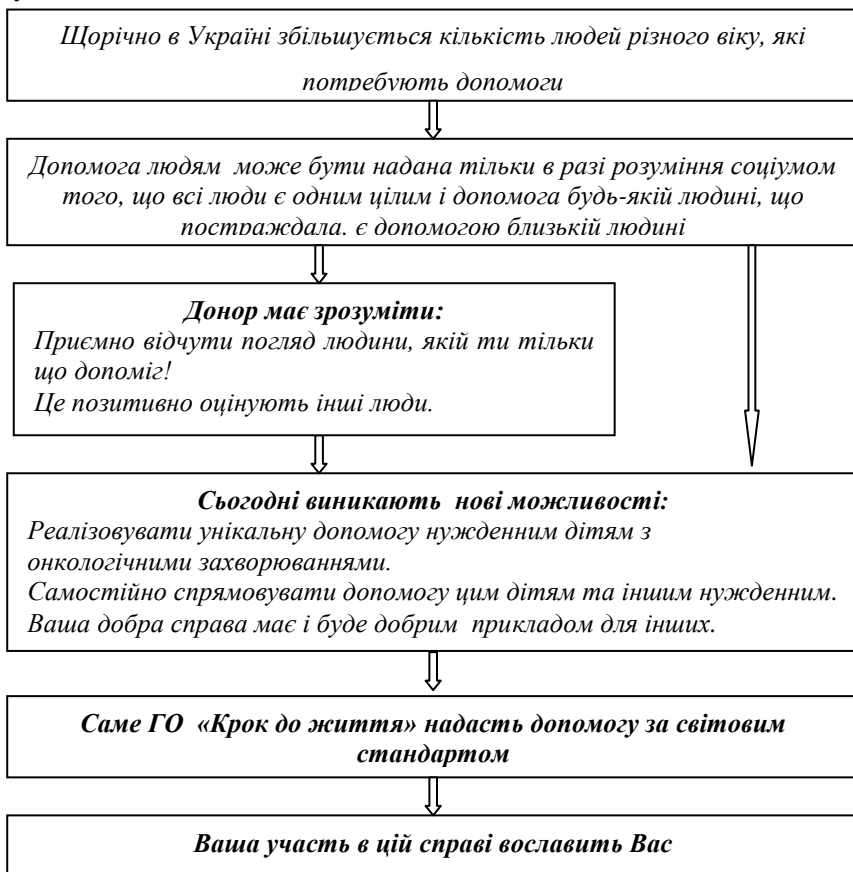 Щорічно в Україні збільшується кількість людей різного віку, які
потребують допомоги
Допомога людям може бути надана тільки в разі розуміння соціумом
того, що всі люди є одним цілим і допомога будь-якій людині, що
постраждала. є допомогою близькій людині
Донор має зрозуміти:
Приємно відчути погляд людини, якій ти тільки
що допоміг!
Це позитивно оцінують інші люди.
Сьогодні виникають нові можливості:
Реалізовувати унікальну допомогу нужденним дітям з
онкологічними захворюваннями.
Самостійно спрямовувати допомогу цим дітям та іншим нужденним.
Ваша добра справа має і буде добрим прикладом для інших.
Саме ГО «Крок до життя» надасть допомогу за світовим
стандартом
Ваша участь в цій справі вославить Вас